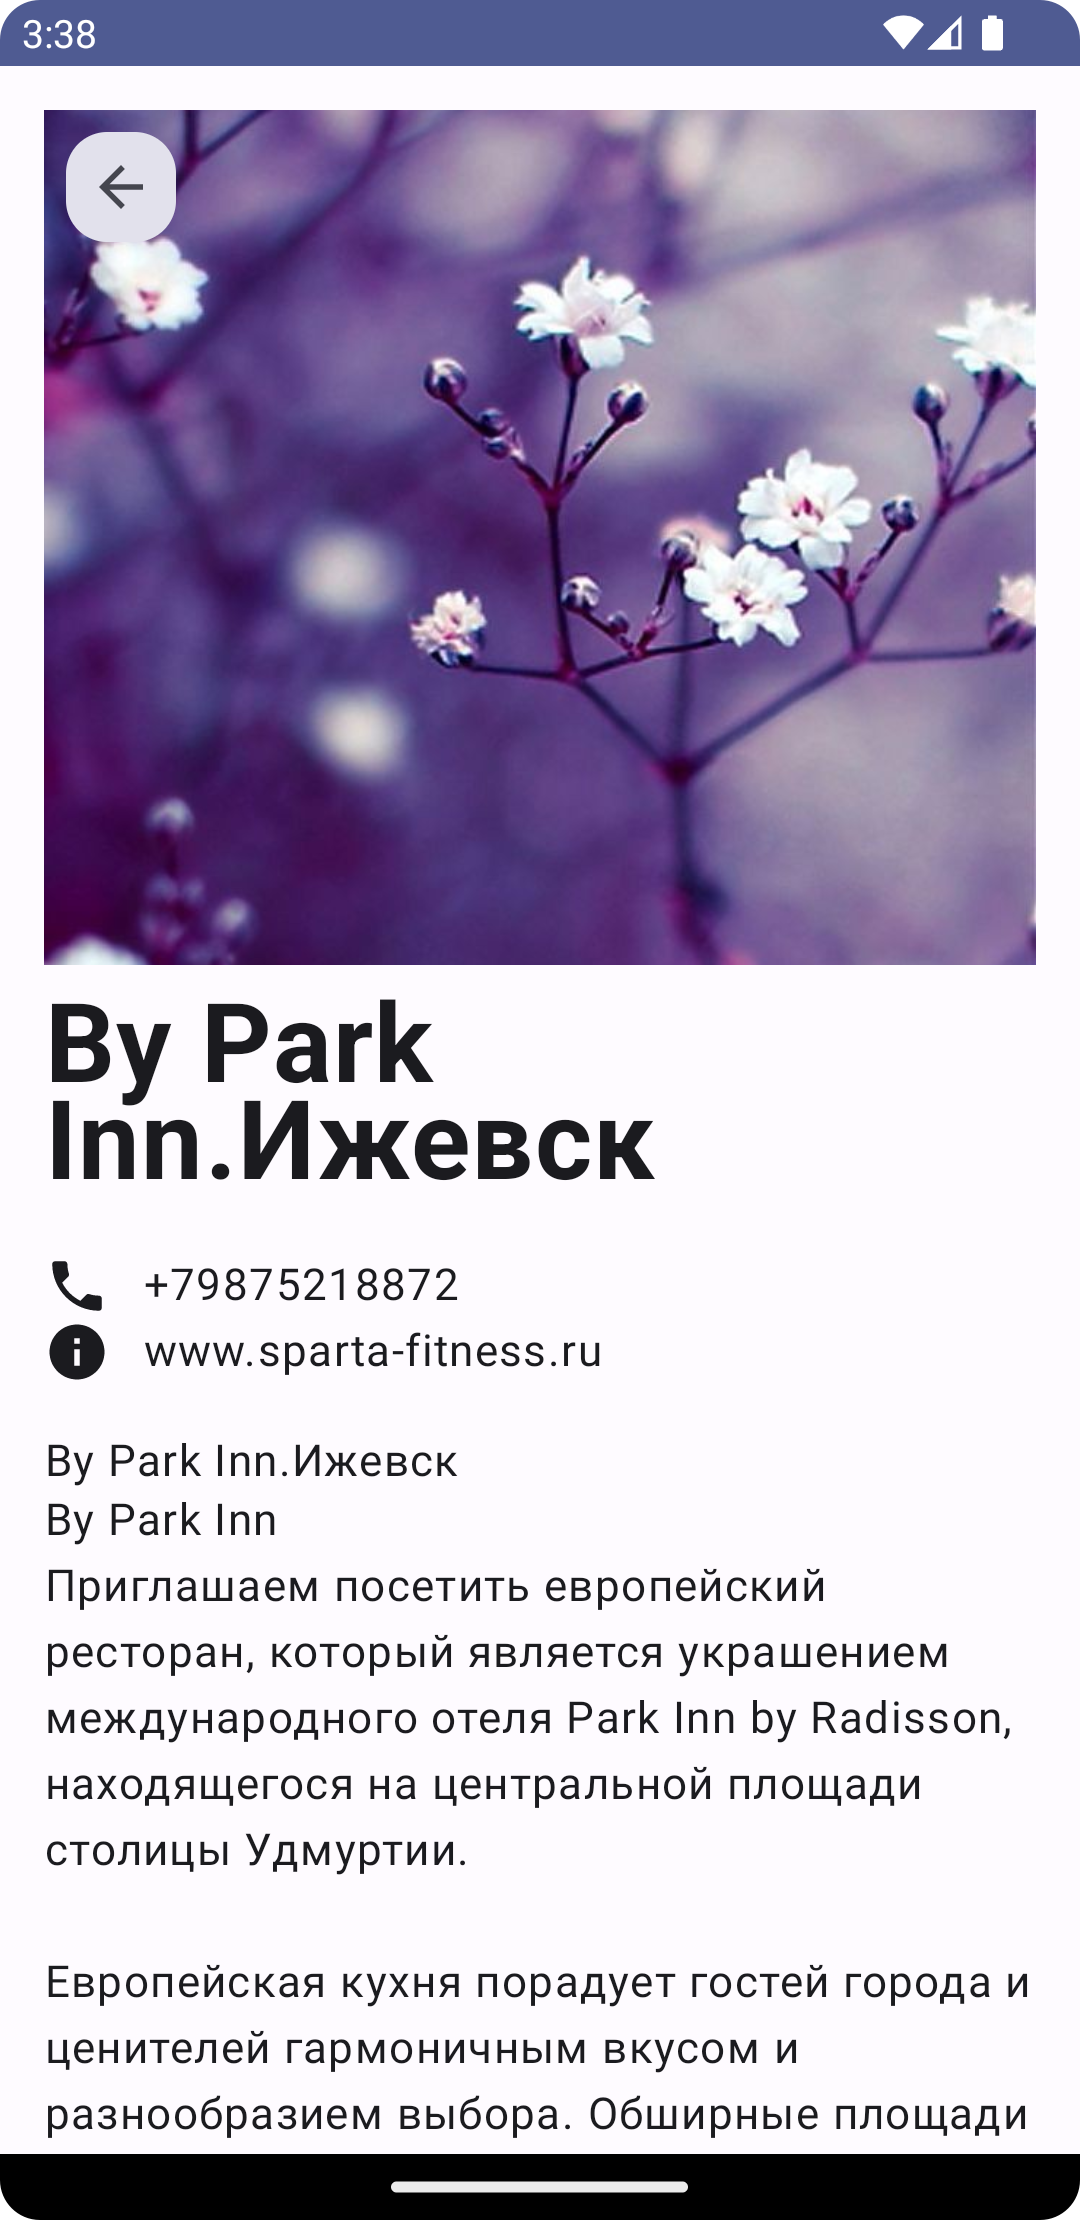 3:38
By Park
Inn.Ижевск
+79875218872
www.sparta-fitness.ru
By Park Inn.Ижевск
By Park Inn
Приглашаем посетить европейский
ресторан, который является украшением
международного отеля Park Inn by Radisson,
находящегося на центральной площади
столицы Удмуртии.
Европейская кухня порадует гостей города и
ценителей гармоничным вкусом и
разнообразием выбора. Обширные площади